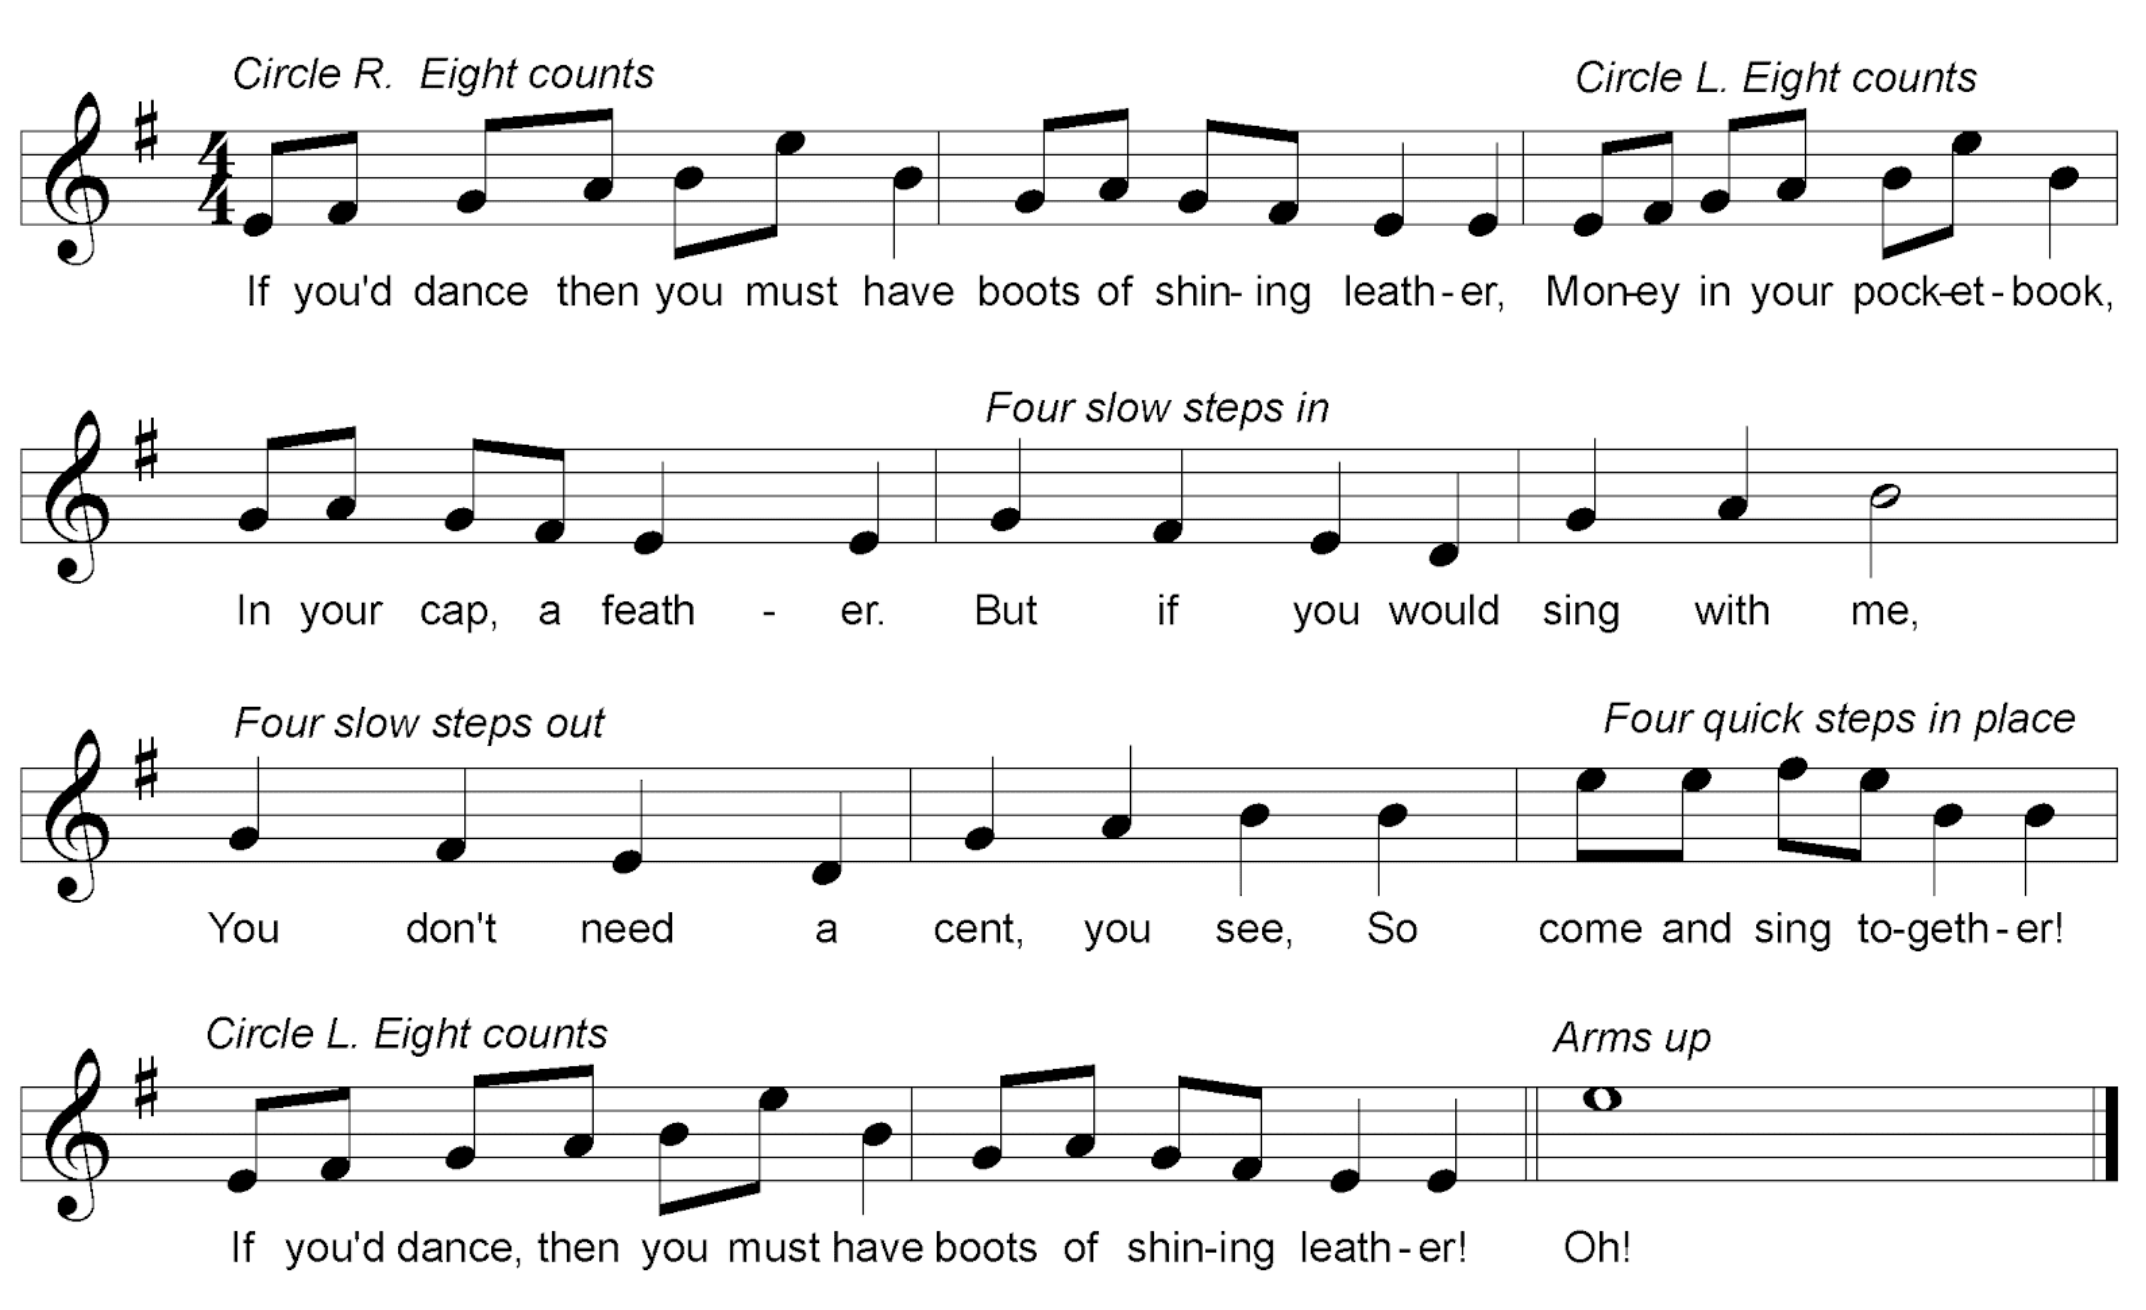 Circle R. Eight counts Circle L. Eight counts
4
4
If you'd dance then you must have boots of shin- ing leath-er, Mon-ey in your pock-et-book,
Four slow steps in
In your cap, a feath - er. But if you would sing with me,
Four slow steps out Four quick steps in place
You don't need a cent, you see, So come and sing to-geth-er!
Circle L. Eight counts Arms up
If you'd dance, then you must have boots of shin-ing leath-er! Oh!